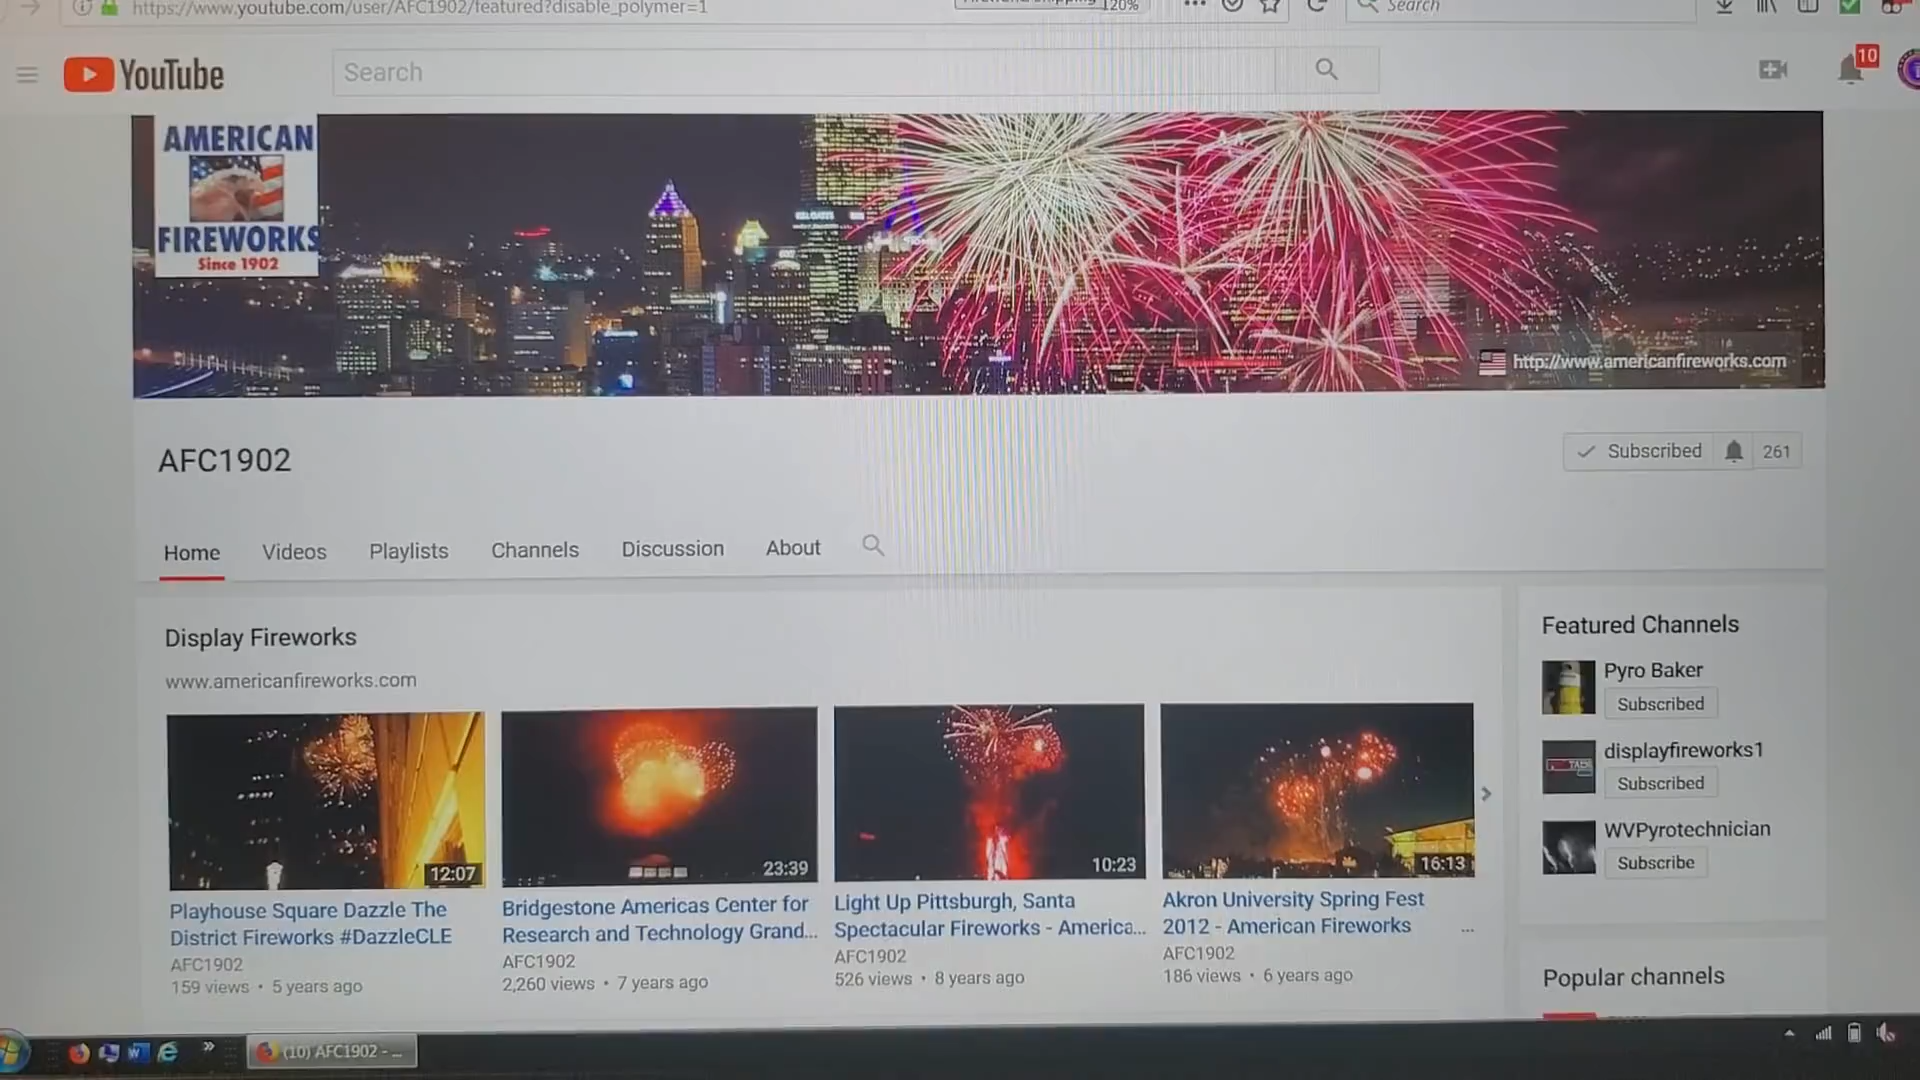 https://www.youtube.com/user/AFC1902/featured?disable_polymer=1
120%
Search
YouTube
Search
10
AMERICAN
FIREWORKS
Since 1902
http://www.americanfireworks.com
AFC1902
Subscribed
261
Home
Videos
Playlists
Channels
Discussion
About
Display Fireworks
www.americanfireworks.com
12:07
Playhouse Square Dazzle The
District Fireworks #DazzleCLE
AFC1902
159 views • 5 years ago
23:39
Bridgestone Americas Center for
Research and Technology Grand...
AFC1902
2,260 views • 7 years ago
10:23
Light Up Pittsburgh, Santa
Spectacular Fireworks - America...
AFC1902
526 views • 8 years ago
16:13
Akron University Spring Fest
2012 - American Fireworks
AFC1902
186 views • 6 years ago
Featured Channels
Pyro Baker
Subscribed
displayfireworks1
Subscribed
WVPyrotechnician
Subscribe
Popular channels
(10) AFC1902 - ...